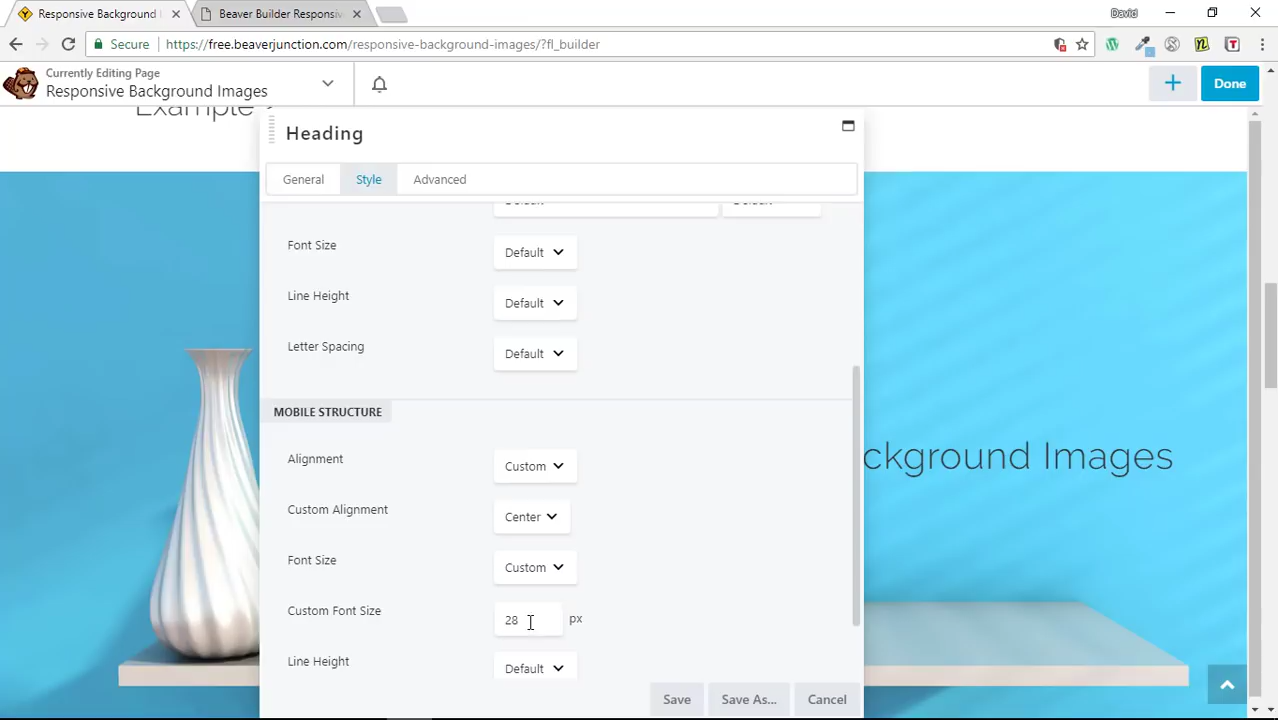 Responsive Background I
Beaver Builder Responsiv
David
Secure
https://free.beaverjunction.com/responsive-background-images/?fl_builder
Currently Editing Page
Responsive Background Images
Done
Example
Heading
General
Style
Advanced
Default
Default
Font Size
Default
Line Height
Default
Letter Spacing
Default
MOBILE STRUCTURE
Alignment
Custom
Custom Alignment
Center
Font Size
Custom
Custom Font Size
28
px
Line Height
Default
ckground Images
Save
Save As...
Cancel